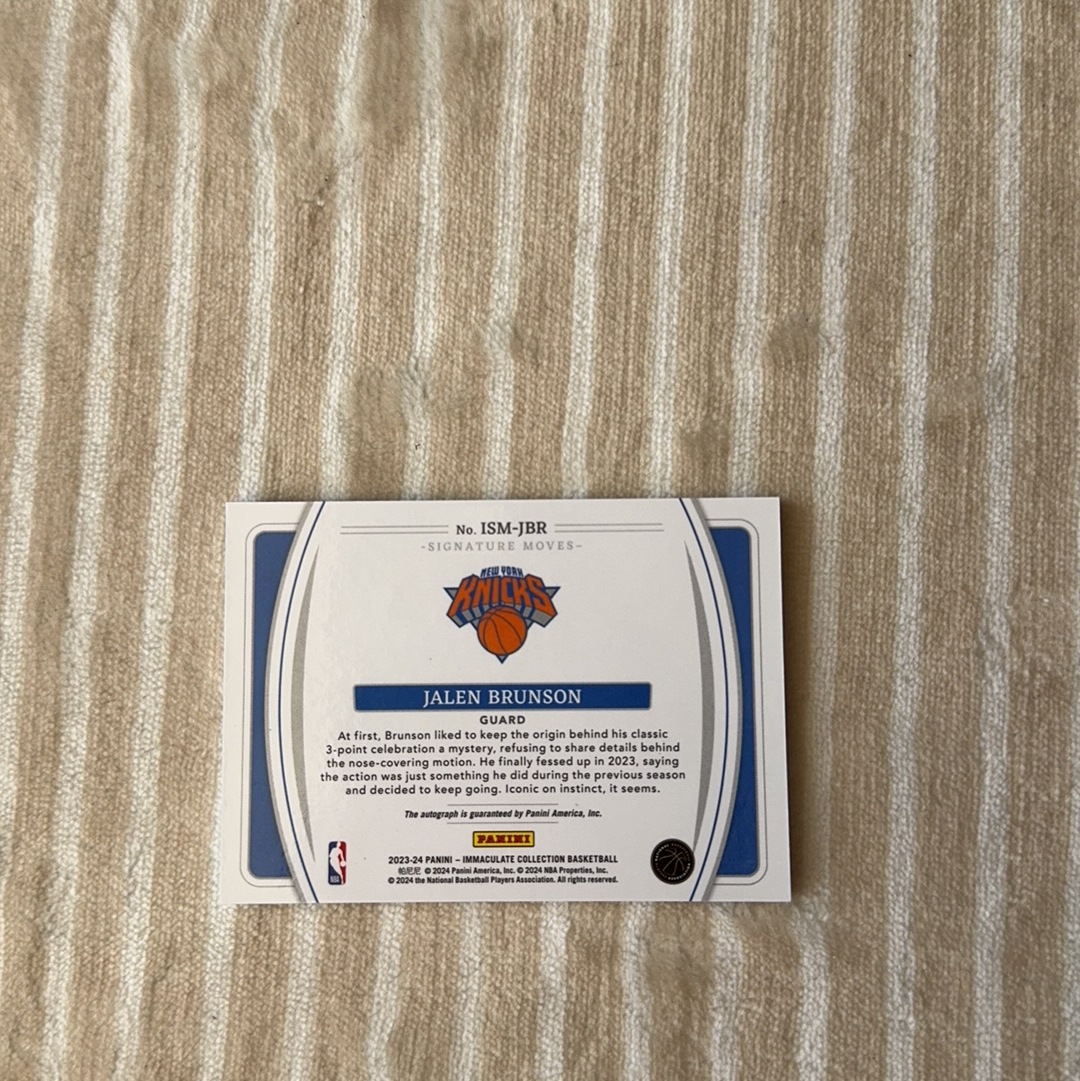 No. ISM-JBR
-SIGNATURE MOVES-
NEW YORK
KNICKS
JALEN BRUNSON
GUARD
At first, Brunson liked to keep the origin behind his classic
3-point celebration a mystery, refusing to share details behind
the nose-covering motion. He finally fessed up in 2023, saying
the action was just something he did during the previous season
and decided to keep going. Iconic on instinct, it seems.
The autograph is guaranteed by Panini America, Inc.
PANINI
2023-24 PANINI – IMMACULATE COLLECTION BASKETBALL
帕尼尼 © 2024 Panini America, Inc. © 2024 NBA Properties, Inc.
© 2024 the National Basketball Players Association. All rights reserved.
NBA